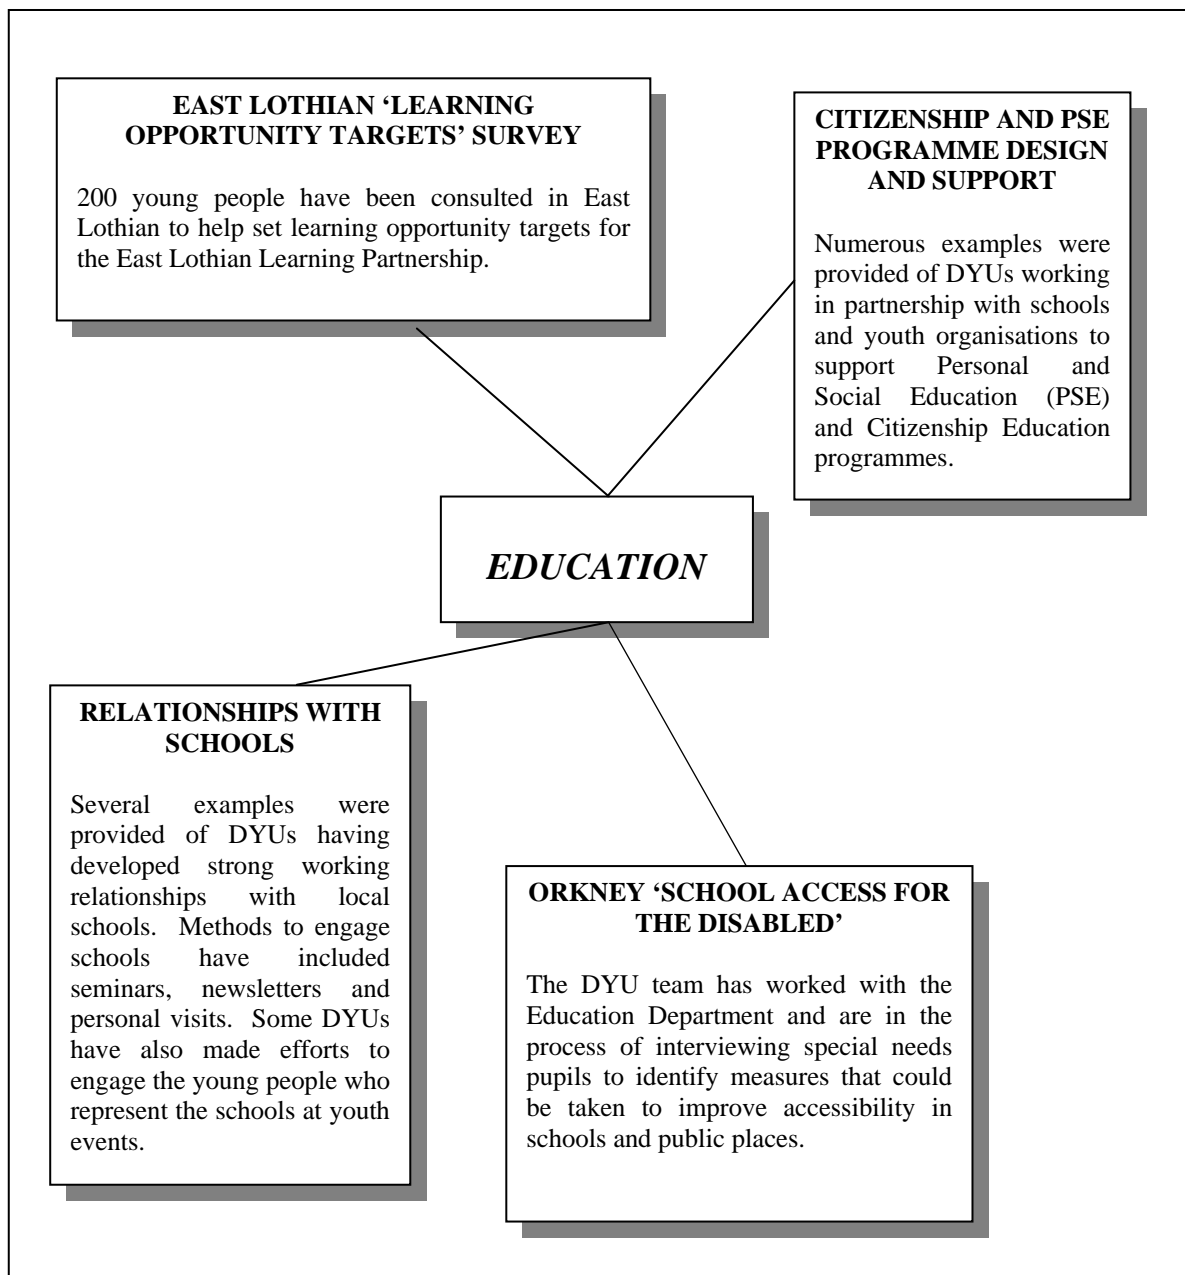 EAST LOTHIAN ‘LEARNING
OPPORTUNITY TARGETS’ SURVEY
200 young people have been consulted in East
Lothian to help set learning opportunity targets for
the East Lothian Learning Partnership.
CITIZENSHIP AND PSE
PROGRAMME DESIGN
AND SUPPORT
Numerous examples were
provided of DYUs working
in partnership with schools
and youth organisations to
support Personal and
Social Education (PSE)
and Citizenship Education
programmes.
EDUCATION
RELATIONSHIPS WITH
SCHOOLS
Several examples were
provided of DYUs having
developed strong working
relationships with local
schools. Methods to engage
schools have included
seminars, newsletters and
personal visits. Some DYUs
have also made efforts to
engage the young people who
represent the schools at youth
events.
ORKNEY ‘SCHOOL ACCESS FOR
THE DISABLED’
The DYU team has worked with the
Education Department and are in the
process of interviewing special needs
pupils to identify measures that could
be taken to improve accessibility in
schools and public places.